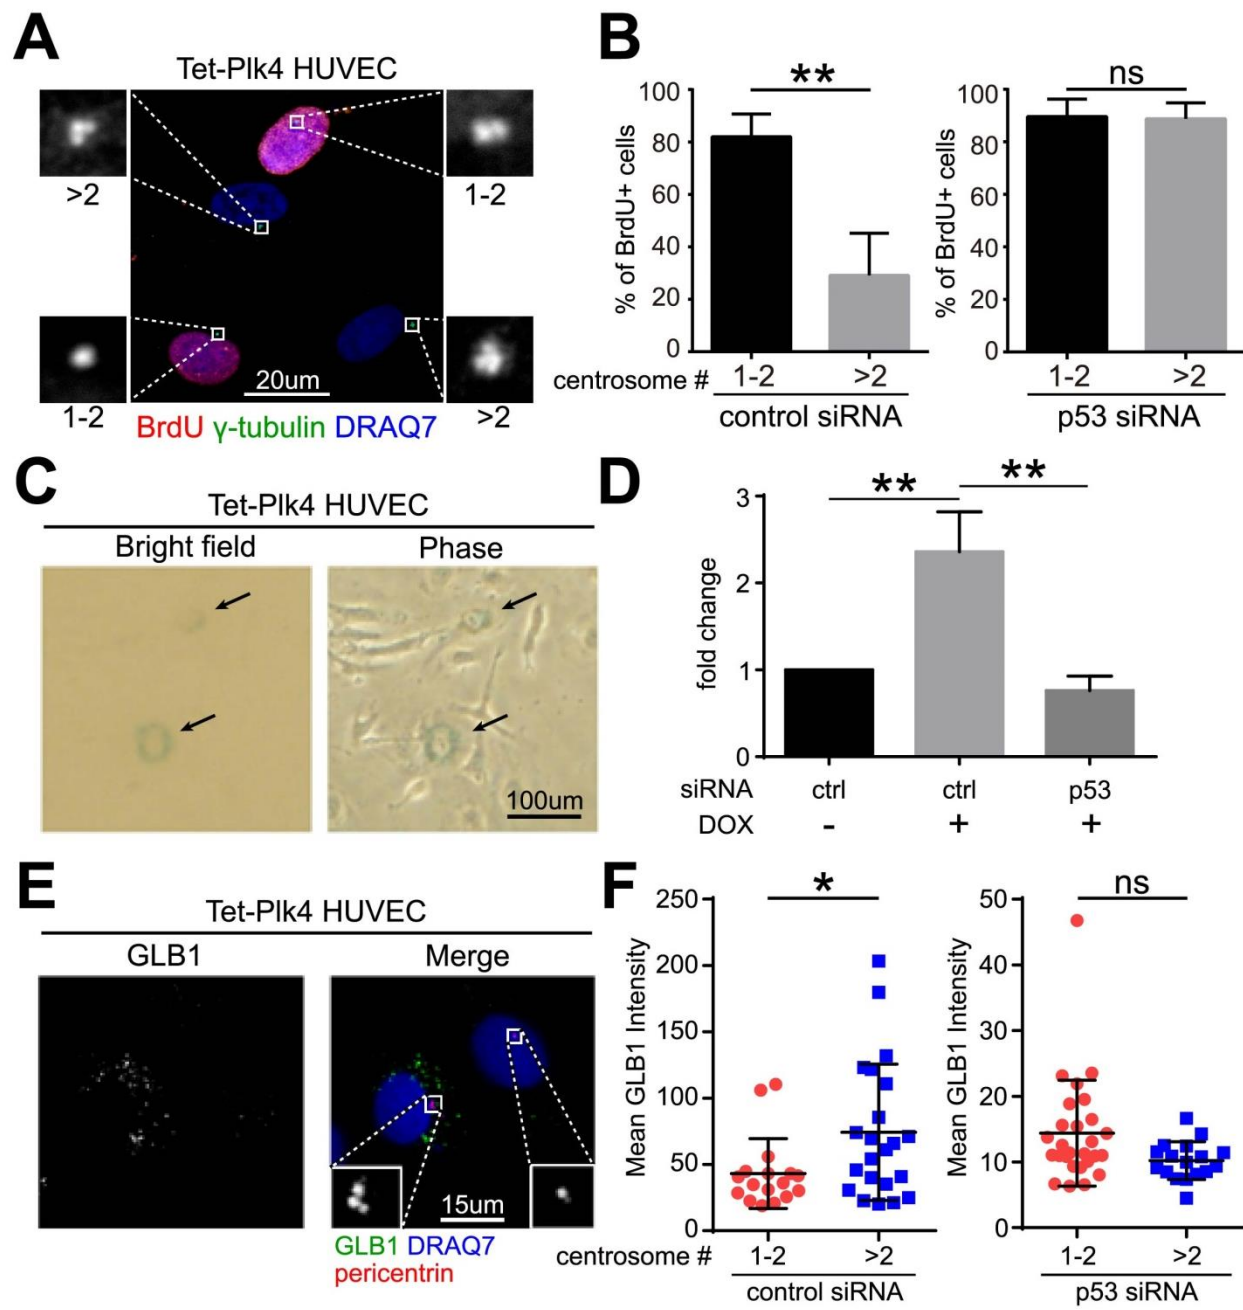 A
Tet-Plk4 HUVEC
>2
1-2
1-2
>2
20um
BrdU γ-tubulin DRAQ7
B
**
% of BrdU+ cells
100
80
60
40
20
0
centrosome #
1-2
>2
control siRNA
ns
% of BrdU+ cells
100
80
60
40
20
0
1-2
>2
p53 siRNA
C
Tet-Plk4 HUVEC
Bright field
Phase
100um
D
**
**
fold change
3
2
1
0
siRNA
ctrl
ctrl
p53
DOX
-
+
+
E
Tet-Plk4 HUVEC
GLB1
Merge
15um
GLB1 DRAQ7
pericentrin
F
*
Mean GLB1 Intensity
250
200
150
100
50
0
centrosome #
1-2
>2
control siRNA
ns
Mean GLB1 Intensity
50
40
30
20
10
0
1-2
>2
p53 siRNA